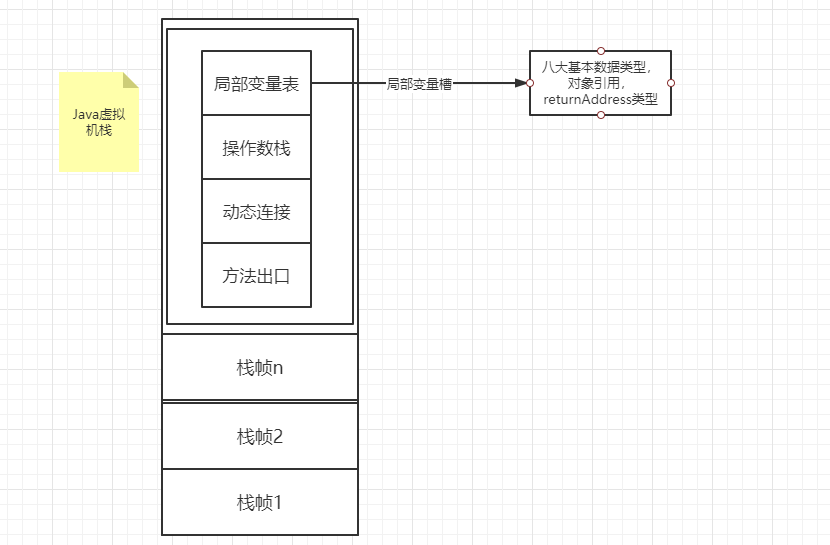 Java虚拟
机栈
局部变量表
操作数栈
动态连接
方法出口
局部变量槽
八大基本数据类型，
对象引用，
returnAddress类型
栈帧n
栈帧2
栈帧1